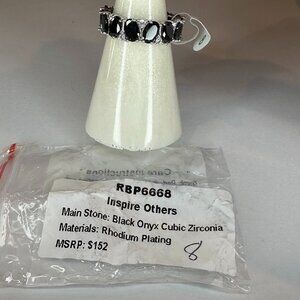 Care Instructions
RBP6668
Inspire Others
Main Stone: Black Onyx Cubic Zirconia
Materials: Rhodium Plating
MSRP: $152
8